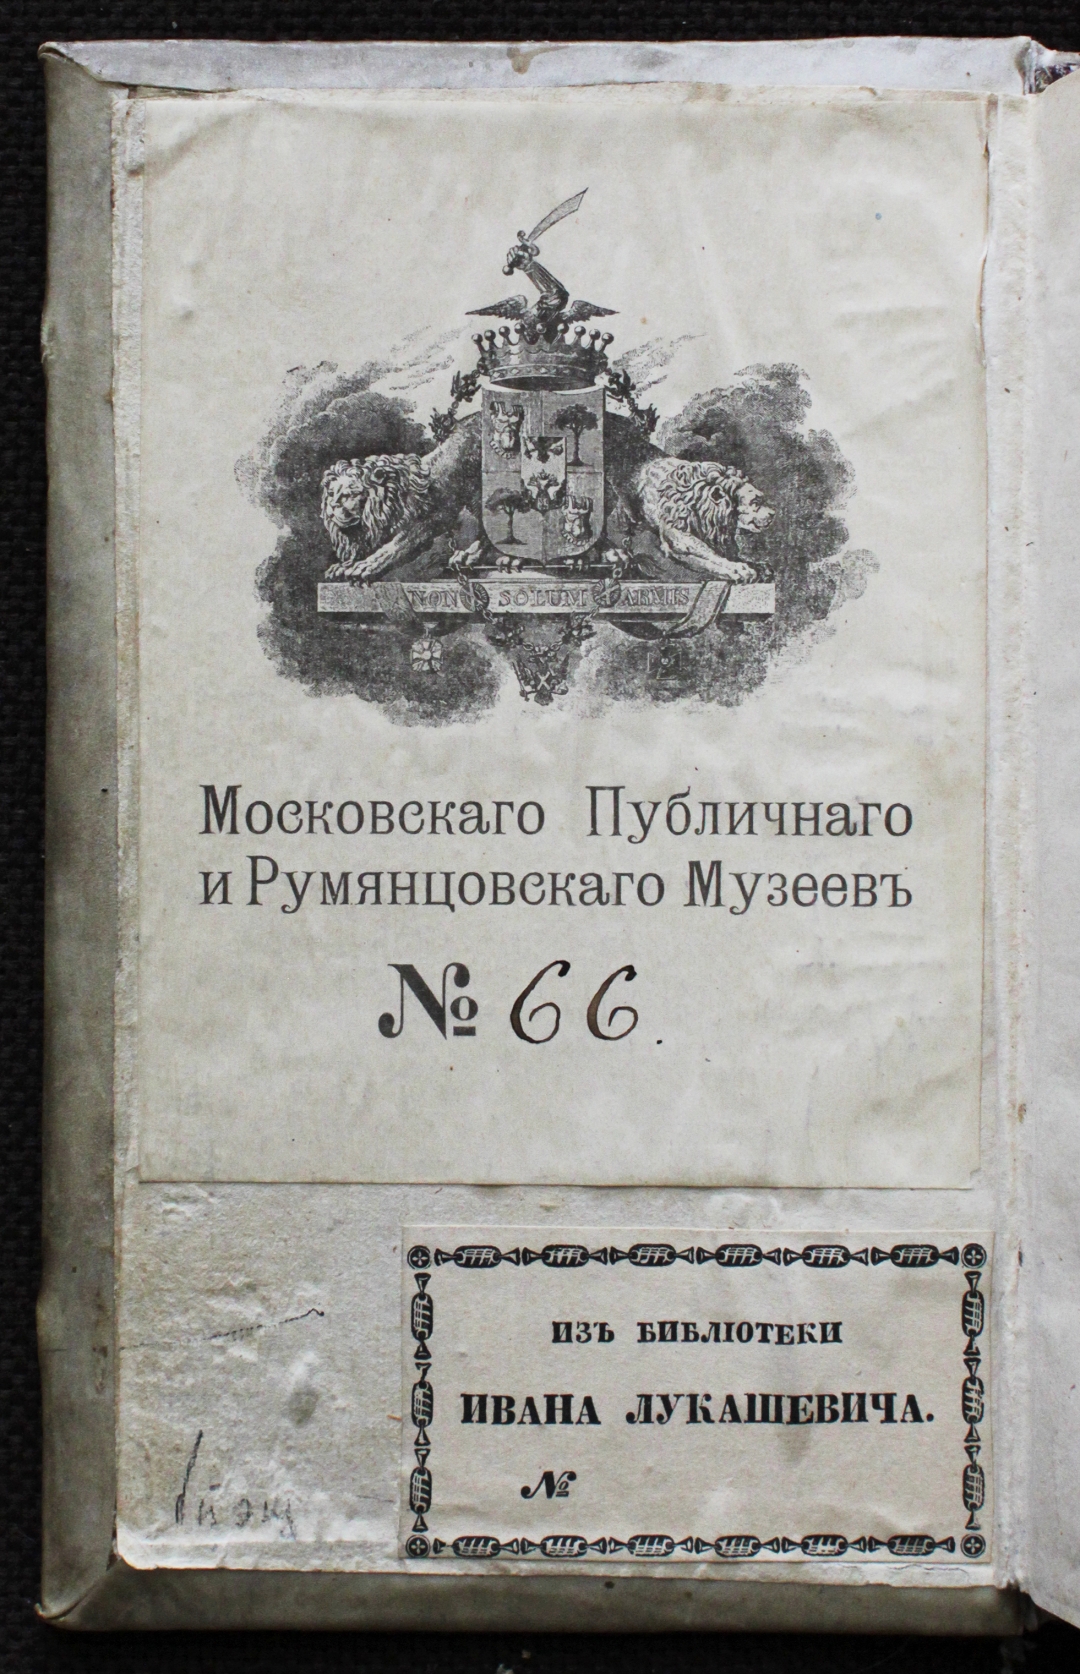 NON SOLUM ARMIS
Московскаго Публичнаго
и Румянцовскаго Музеевъ
№ 66.
ИЗЪ БИБЛІОТЕКИ
ИВАНА ЛУКАШЕВИЧА.
№